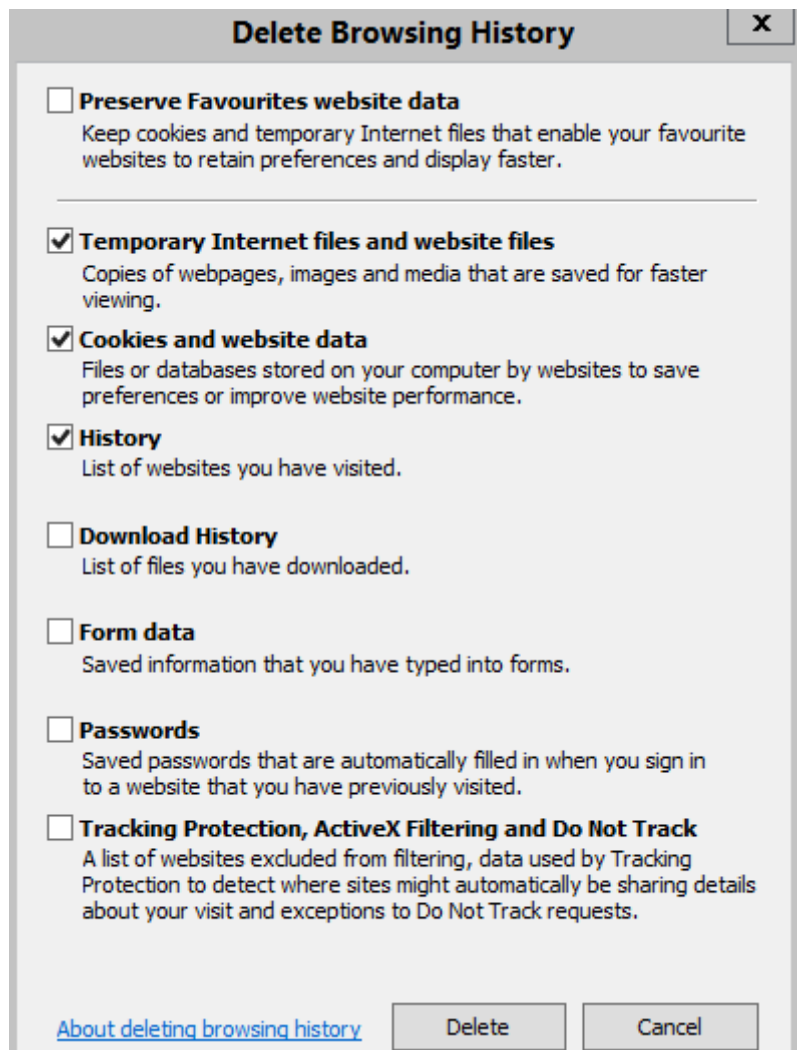 Delete Browsing History
x
Preserve Favourites website data
Keep cookies and temporary Internet files that enable your favourite
websites to retain preferences and display faster.
Temporary Internet files and website files
Copies of webpages, images and media that are saved for faster
viewing.
Cookies and website data
Files or databases stored on your computer by websites to save
preferences or improve website performance.
History
List of websites you have visited.
Download History
List of files you have downloaded.
Form data
Saved information that you have typed into forms.
Passwords
Saved passwords that are automatically filled in when you sign in
to a website that you have previously visited.
Tracking Protection, ActiveX Filtering and Do Not Track
A list of websites excluded from filtering, data used by Tracking
Protection to detect where sites might automatically be sharing details
about your visit and exceptions to Do Not Track requests.
About deleting browsing history
Delete
Cancel